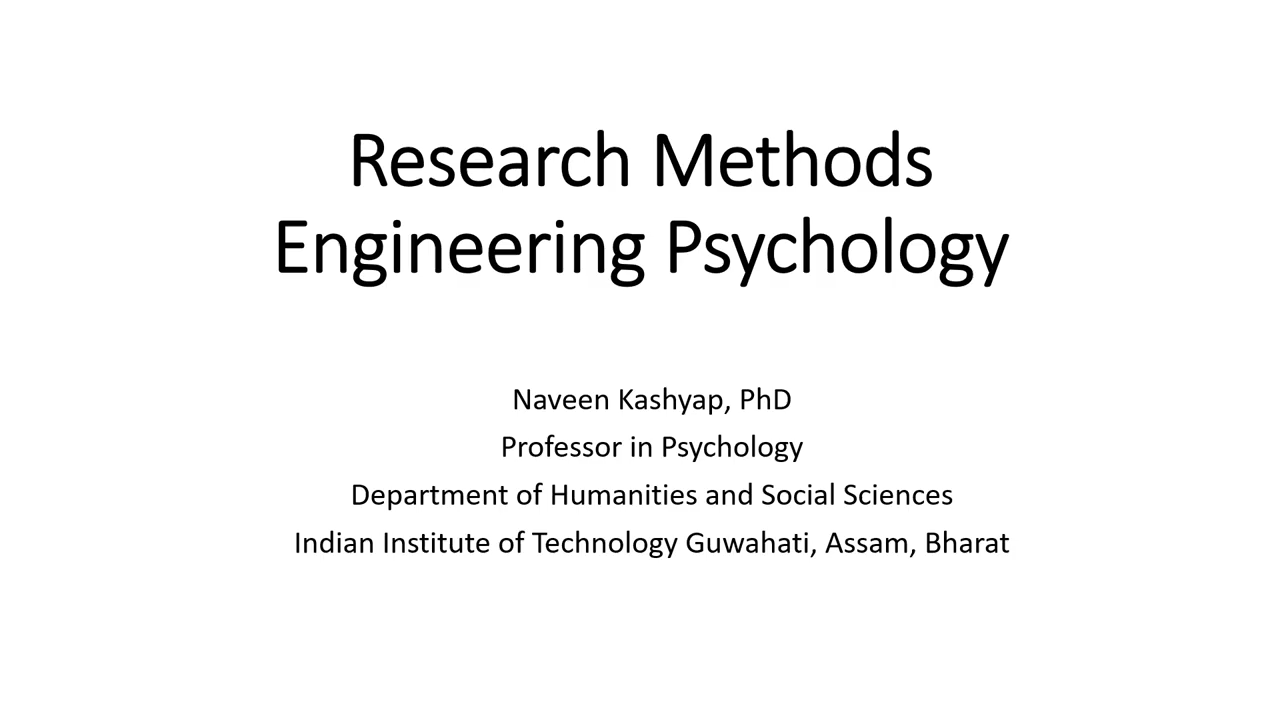 Research Methods
Engineering Psychology
Naveen Kashyap, PhD
Professor in Psychology
Department of Humanities and Social Sciences
Indian Institute of Technology Guwahati, Assam, Bharat